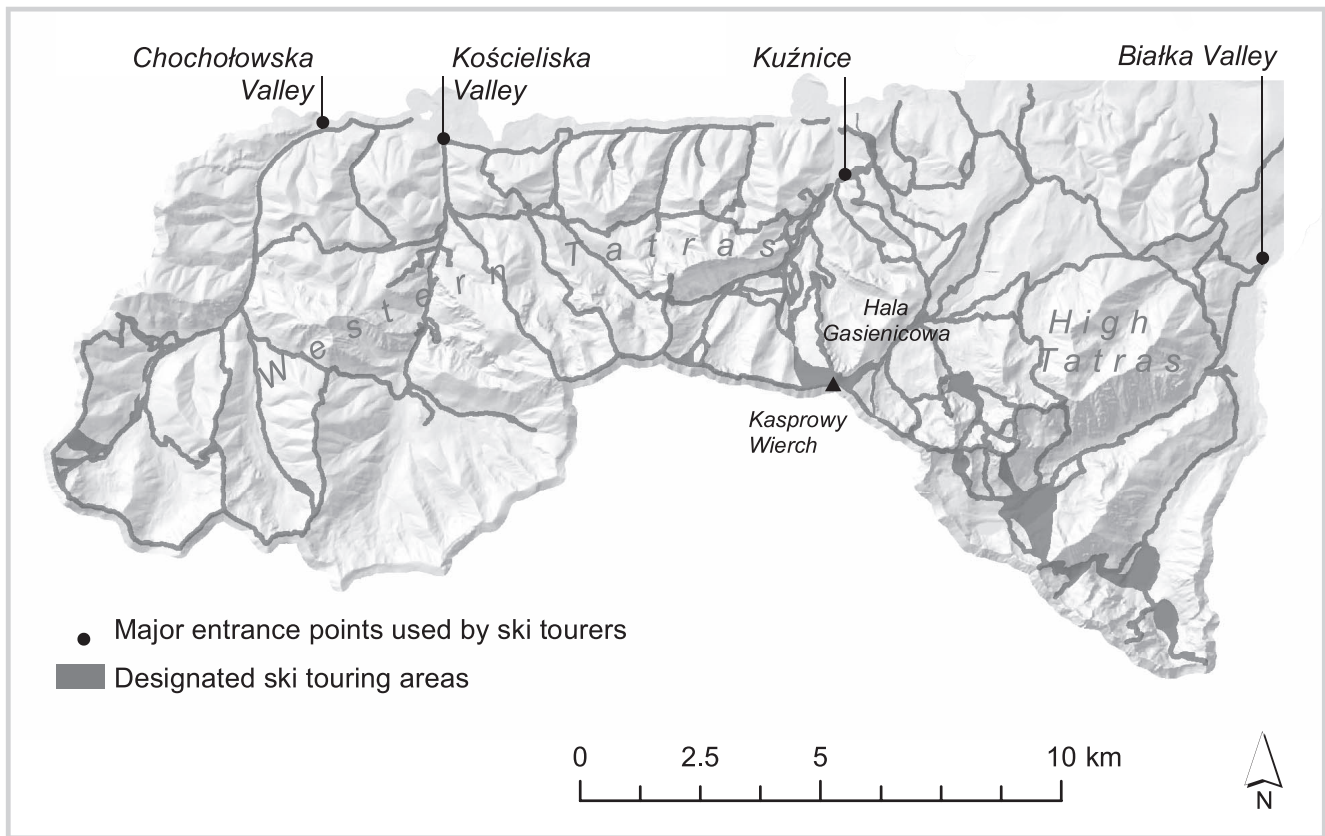 Chochołowska
Valley
Kościeliska
Valley
Kuźnice
Białka Valley
Western Tatras
Hala
Gasienicowa
High
Tatras
Kasprowy
Wierch
Major entrance points used by ski tourers
Designated ski touring areas
0 2.5 5 10 km
N